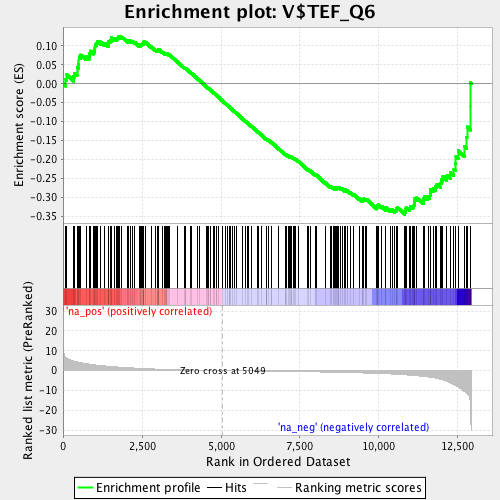 Enrichment plot: V$TEF_Q6
Enrichment score (ES)
0.10
0.05
0.00
-0.05
-0.10
-0.15
-0.20
-0.25
-0.30
-0.35
'na_pos' (positively correlated)
Ranked list metric (PreRanked)
30
20
10
0
-10
-20
-30
Zero cross at 5049
'na_neg' (negatively correlated)
0
2,500
5,000
7,500
10,000
12,500
Rank in Ordered Dataset
Enrichment profile
Hits
Ranking metric scores